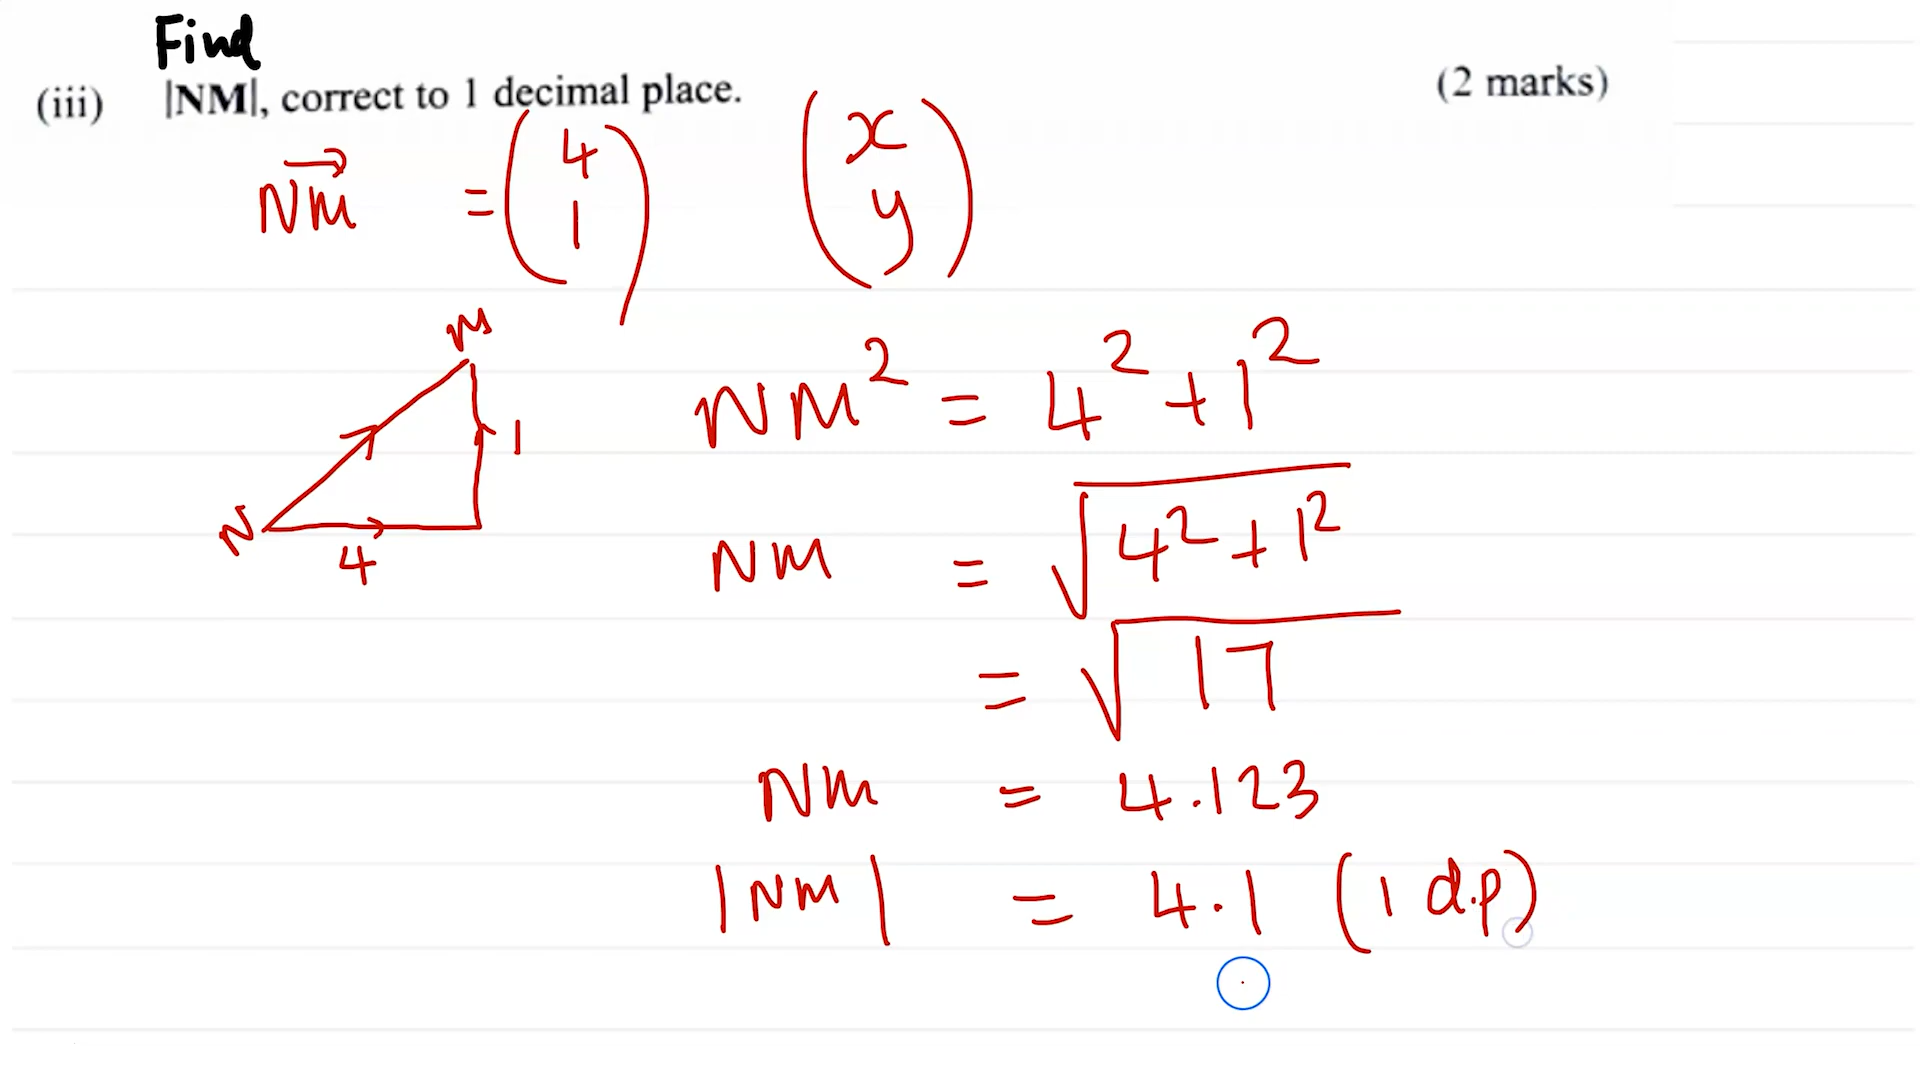 Find
(iii) |NM|, correct to 1 decimal place. (2 marks)
NM→ = (4 1) (x y)
M
1
N
4
NM² = 4² + 1²
NM = √4² + 1²
= √17
NM = 4.123
|NM| = 4.1 (1 d.p)